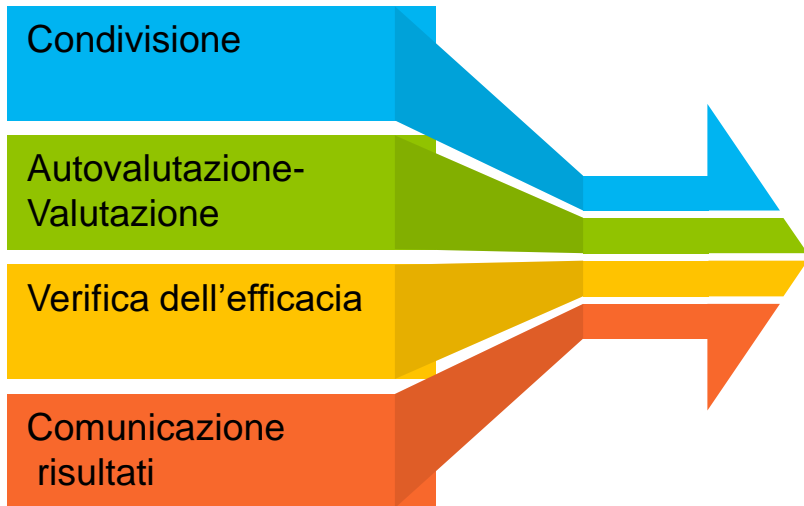 Condivisione
Autovalutazione-
Valutazione
Verifica dell’efficacia
Comunicazione
risultati